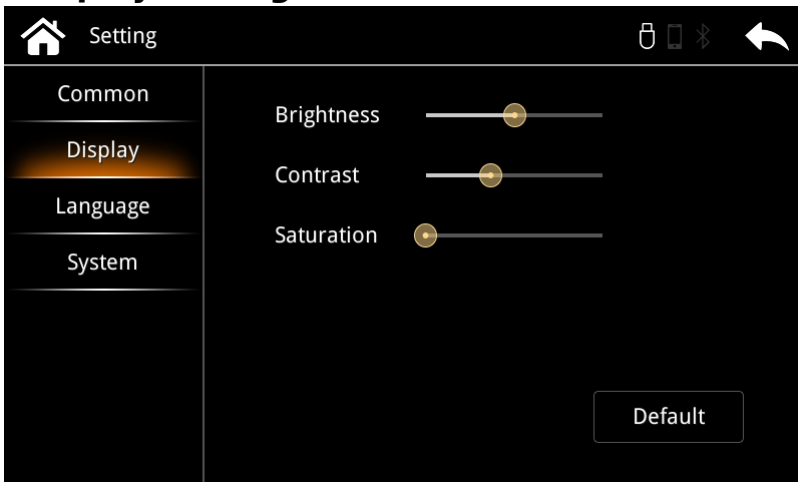 Setting
Common
Display
Language
System
Brightness
Contrast
Saturation
Default